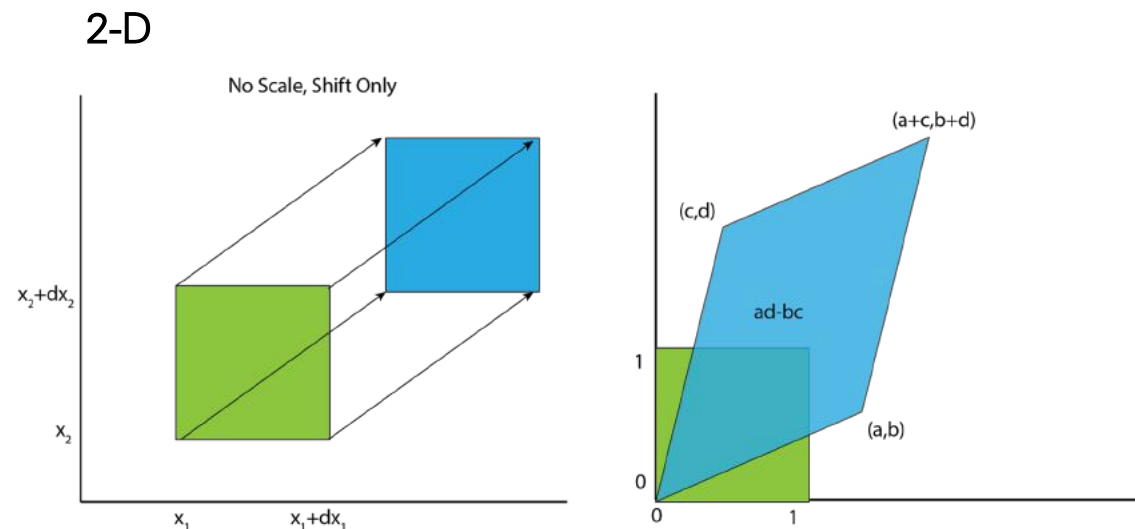 2-D
No Scale, Shift Only
x₂+dx₂
x₂
x₁
x₁+dx₁
(a+c,b+d)
(c,d)
ad-bc
1
(a,b)
0
0
1